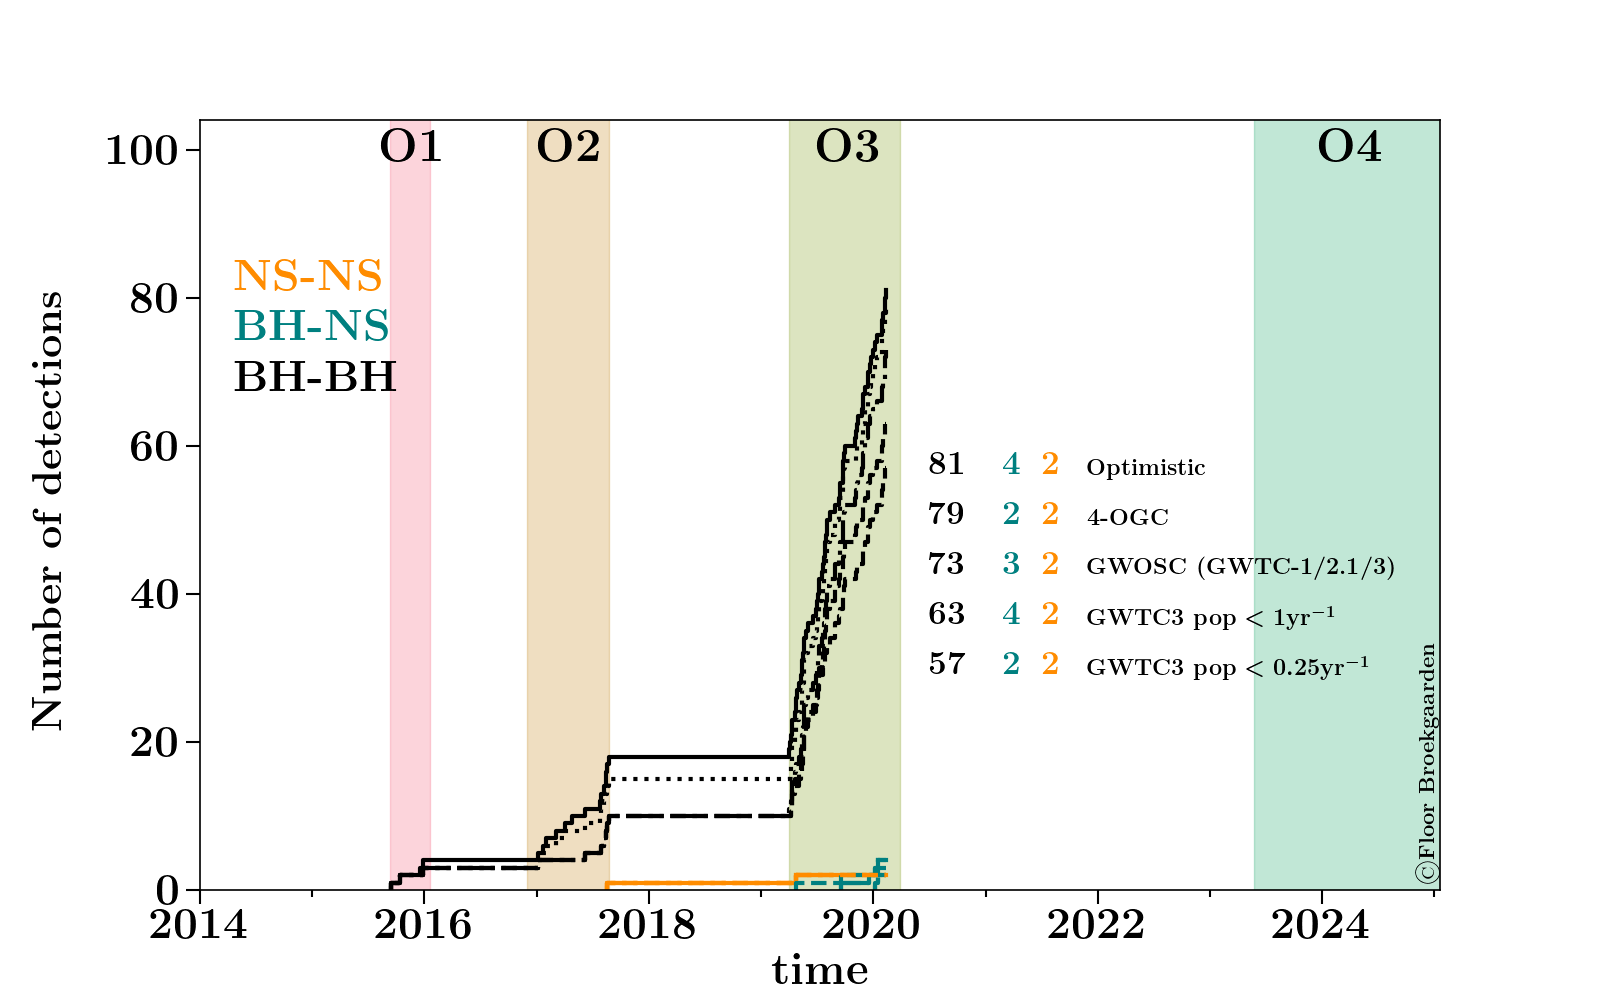 O1 O2 O3 O4
100
80
60
40
20
0
Number of detections
NS-NS
BH-NS
BH-BH
81 4 2 Optimistic
79 2 2 4-OGC
73 3 2 GWOSC (GWTC-1/2.1/3)
63 4 2 GWTC3 pop < 1yr⁻¹
57 2 2 GWTC3 pop < 0.25yr⁻¹
©Floor Broekgaarden
2014 2016 2018 2020 2022 2024
time